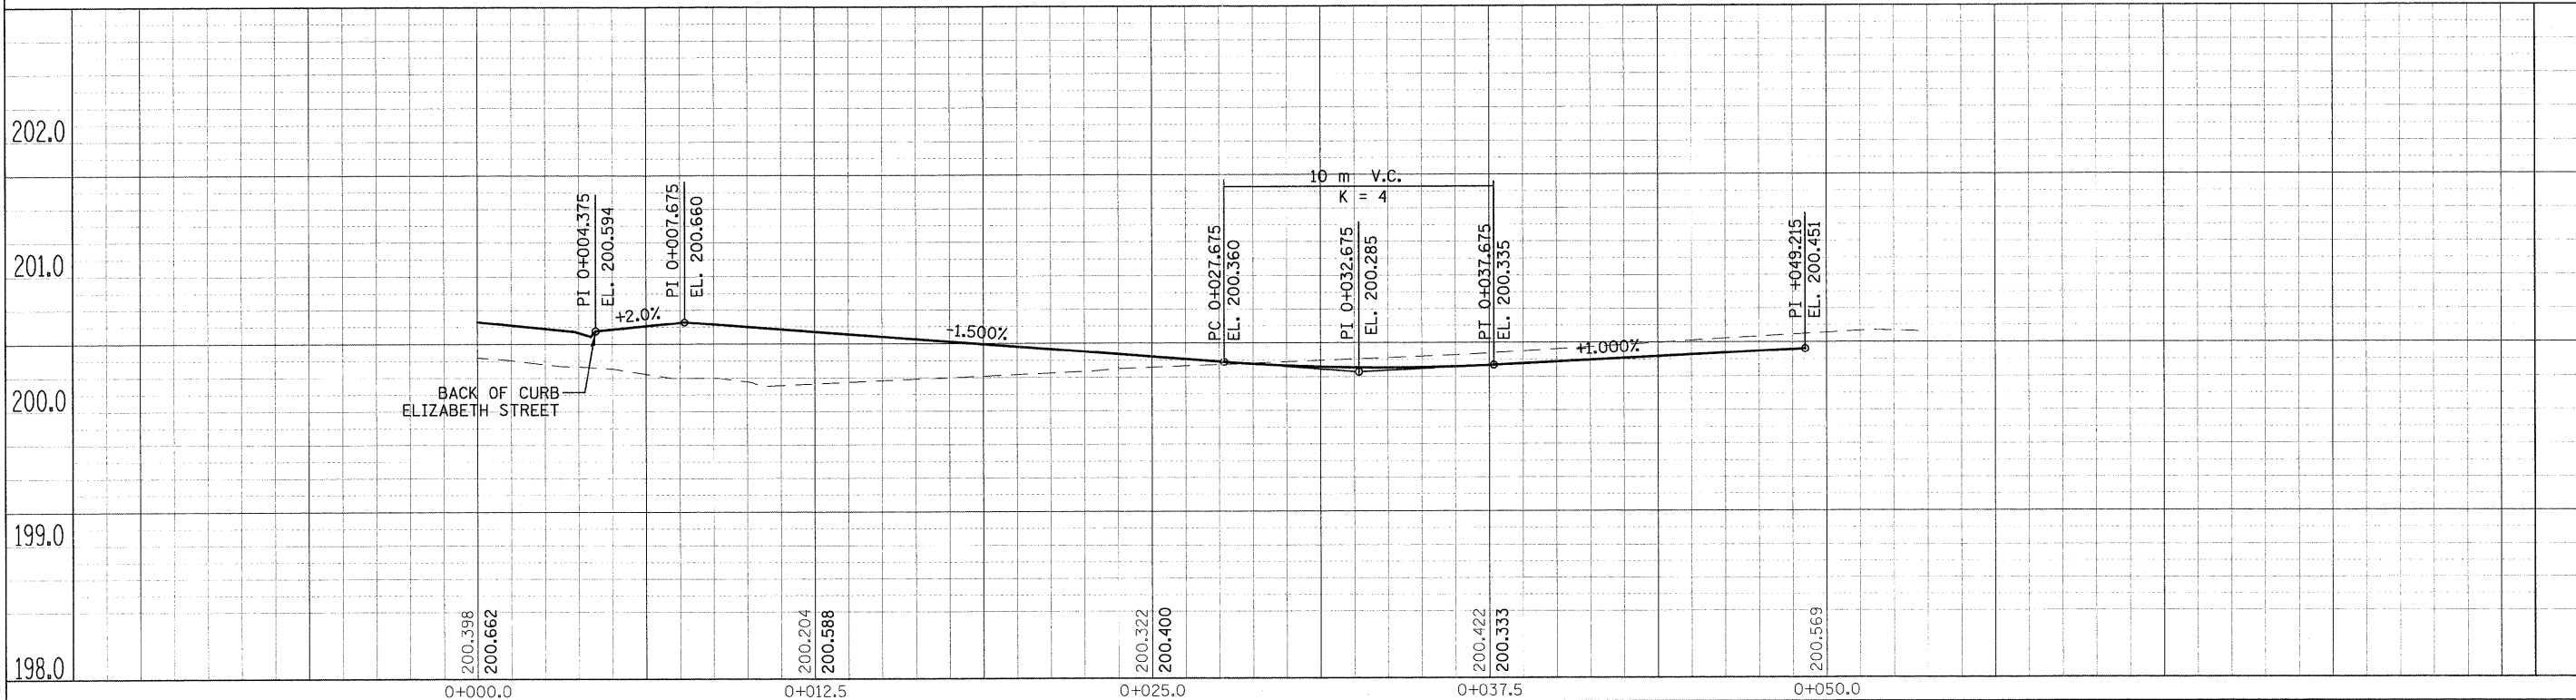 202.0
201.0
200.0
199.0
198.0
PI 0+004.375
EL. 200.594
+2.0%
PI 0+007.675
EL. 200.660
BACK OF CURB
ELIZABETH STREET
-1.500%
10 m V.C.
K = 4
PC 0+027.675
EL. 200.360
PI 0+032.675
EL. 200.285
PT 0+037.675
EL. 200.335
+1.000%
PI +049.215
EL. 200.451
200.398
200.662
200.204
200.588
200.322
200.400
200.422
200.333
200.569
0+000.0
0+012.5
0+025.0
0+037.5
0+050.0